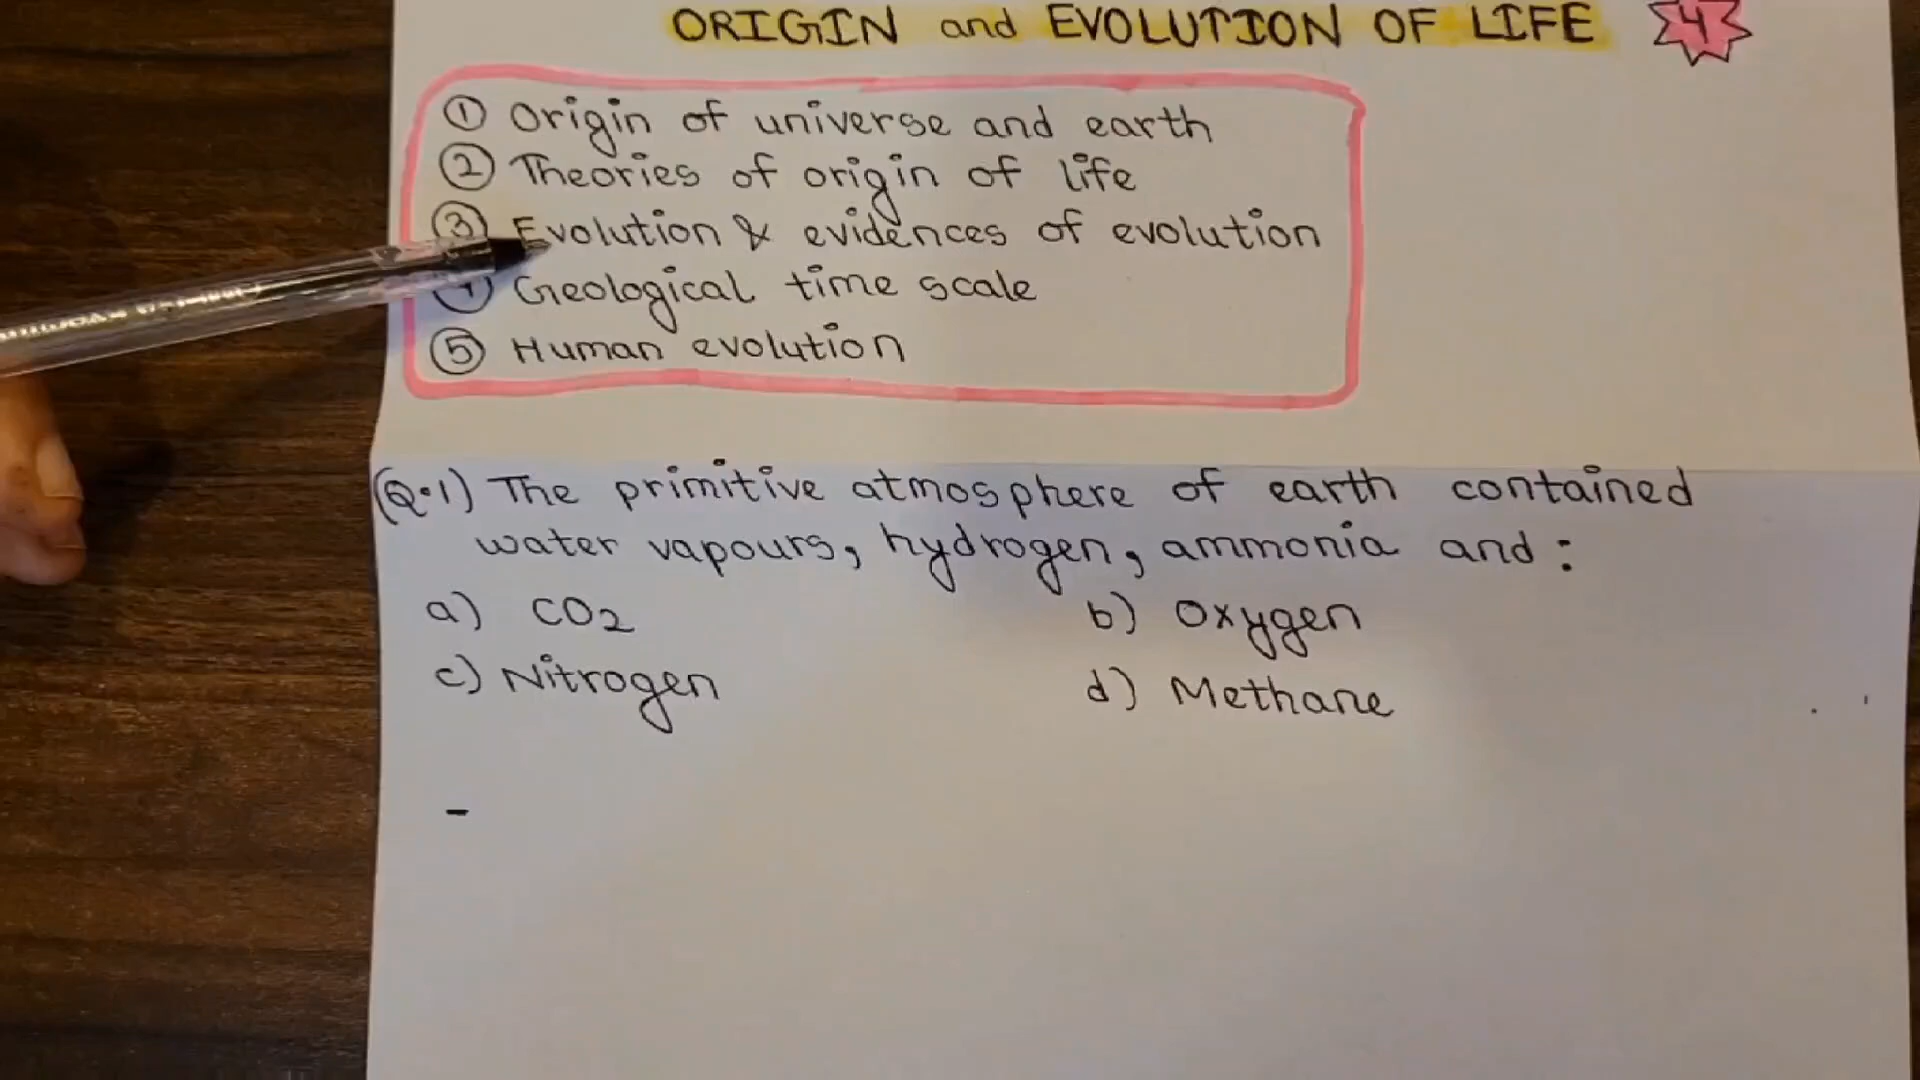 ORIGIN and EVOLUTION OF LIFE 4
① Origin of universe and earth
② Theories of origin of life
③ Evolution & evidences of evolution
④ Geological time scale
⑤ Human evolution
(Q.1) The primitive atmosphere of earth contained
water vapours, hydrogen, ammonia and :
a) CO2 b) Oxygen
c) Nitrogen d) Methane
-